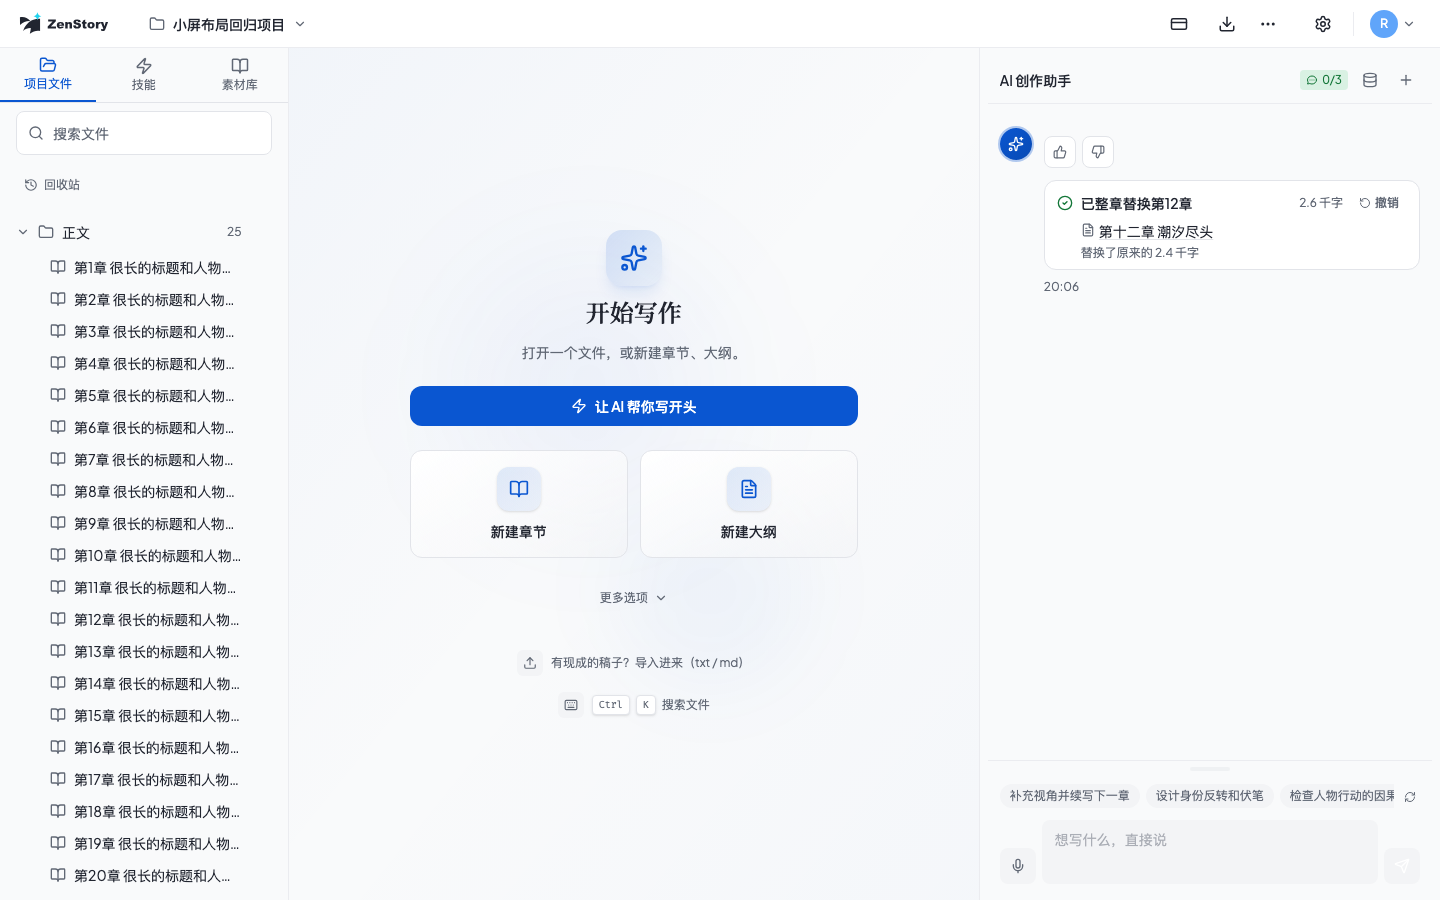 ZenStory
小屏布局回归项目
R
项目文件
技能
素材库
搜索文件
回收站
正文
25
第1章 很长的标题和人物...
第2章 很长的标题和人物...
第3章 很长的标题和人物...
第4章 很长的标题和人物...
第5章 很长的标题和人物...
第6章 很长的标题和人物...
第7章 很长的标题和人物...
第8章 很长的标题和人物...
第9章 很长的标题和人物...
第10章 很长的标题和人物...
第11章 很长的标题和人物...
第12章 很长的标题和人物...
第13章 很长的标题和人物...
第14章 很长的标题和人物...
第15章 很长的标题和人物...
第16章 很长的标题和人物...
第17章 很长的标题和人物...
第18章 很长的标题和人物...
第19章 很长的标题和人物...
第20章 很长的标题和人...
开始写作
打开一个文件，或新建章节、大纲。
让 AI 帮你写开头
新建章节
新建大纲
更多选项
有现成的稿子？导入进来（txt / md）
Ctrl K 搜索文件
AI 创作助手
0/3
已整章替换第12章
2.6 千字
撤销
第十二章 潮汐尽头
替换了原来的 2.4 千字
20:06
补充视角并续写下一章
设计身份反转和伏笔
检查人物行动的因果
想写什么，直接说